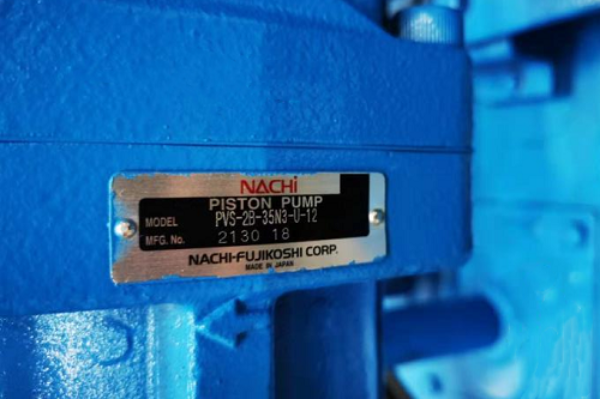 NACHi
PISTON PUMP
MODEL PVS-2B-35N3-U-12
MFG. No. 2130 18
NACHI-FUJIKOSHI CORP.
MADE IN JAPAN